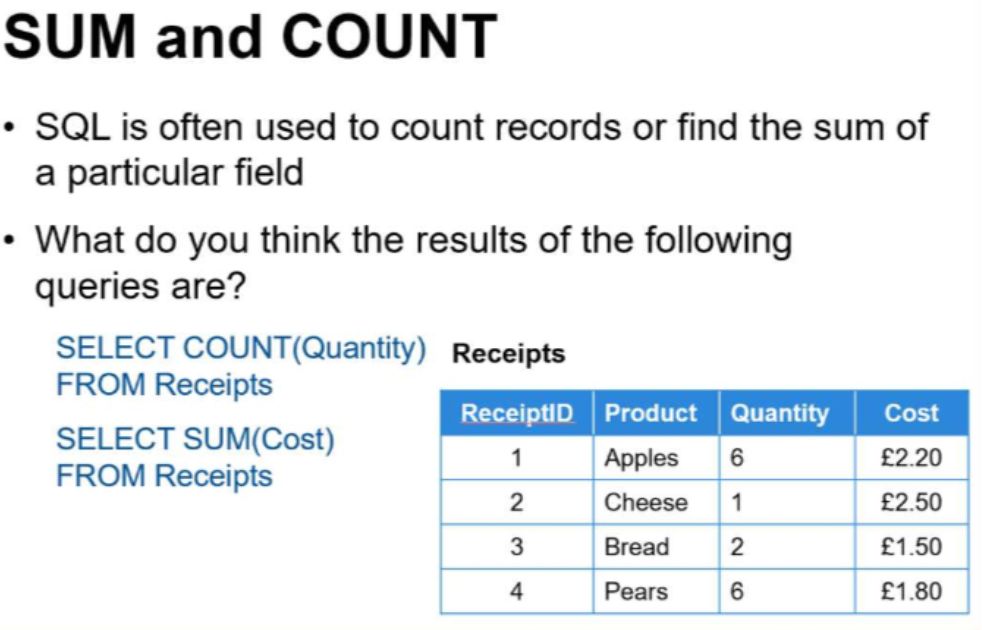 SUM and COUNT
• SQL is often used to count records or find the sum of
a particular field
• What do you think the results of the following
queries are?
SELECT COUNT(Quantity)
FROM Receipts
SELECT SUM(Cost)
FROM Receipts
Receipts
ReceiptID Product Quantity Cost
1 Apples 6 £2.20
2 Cheese 1 £2.50
3 Bread 2 £1.50
4 Pears 6 £1.80